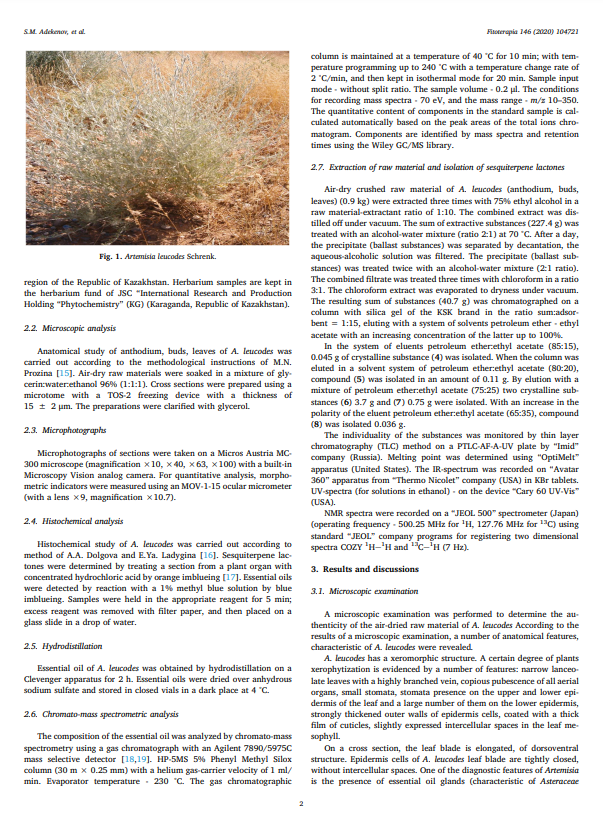 S.M. Adekenov, et al.
Fitoterapia 146 (2020) 104721
Fig. 1. Artemisia leucodes Schrenk.
region of the Republic of Kazakhstan. Herbarium samples are kept in
the herbarium fund of JSC “International Research and Production
Holding “Phytochemistry” (KG) (Karaganda, Republic of Kazakhstan).
2.2. Microscopic analysis
Anatomical study of anthodium, buds, leaves of A. leucodes was
carried out according to the methodological instructions of M.N.
Prozina [15]. Air-dry raw materials were soaked in a mixture of gly-
cerin:water:ethanol 96% (1:1:1). Cross sections were prepared using a
microtome with a TOS-2 freezing device with a thickness of
15 ± 2 μm. The preparations were clarified with glycerol.
2.3. Microphotographs
Microphotographs of sections were taken on a Micros Austria MC-
300 microscope (magnification ×10, ×40, ×63, ×100) with a built-in
Microscopy Vision analog camera. For quantitative analysis, morpho-
metric indicators were measured using an MOV-1-15 ocular micrometer
(with a lens ×9, magnification ×10.7).
2.4. Histochemical analysis
Histochemical study of A. leucodes was carried out according to
method of A.A. Dolgova and E.Ya. Ladygina [16]. Sesquiterpene lac-
tones were determined by treating a section from a plant organ with
concentrated hydrochloric acid by orange imblueing [17]. Essential oils
were detected by reaction with a 1% methyl blue solution by blue
imblueing. Samples were held in the appropriate reagent for 5 min;
excess reagent was removed with filter paper, and then placed on a
glass slide in a drop of water.
2.5. Hydrodistillation
Essential oil of A. leucodes was obtained by hydrodistillation on a
Clevenger apparatus for 2 h. Essential oils were dried over anhydrous
sodium sulfate and stored in closed vials in a dark place at 4 °C.
2.6. Chromato-mass spectrometric analysis
The composition of the essential oil was analyzed by chromato-mass
spectrometry using a gas chromatograph with an Agilent 7890/5975C
mass selective detector [18,19]. HP-5MS 5% Phenyl Methyl Silox
column (30 m × 0.25 mm) with a helium gas-carrier velocity of 1 ml/
min. Evaporator temperature - 230 °C. The gas chromatographic
column is maintained at a temperature of 40 °C for 10 min; with tem-
perature programming up to 240 °C with a temperature change rate of
2 °C/min, and then kept in isothermal mode for 20 min. Sample input
mode - without split ratio. The sample volume - 0.2 μl. The conditions
for recording mass spectra - 70 eV, and the mass range - m/z 10–350.
The quantitative content of components in the standard sample is cal-
culated automatically based on the peak areas of the total ions chro-
matogram. Components are identified by mass spectra and retention
times using the Wiley GC/MS library.
2.7. Extraction of raw material and isolation of sesquiterpene lactones
Air-dry crushed raw material of A. leucodes (anthodium, buds,
leaves) (0.9 kg) were extracted three times with 75% ethyl alcohol in a
raw material-extractant ratio of 1:10. The combined extract was dis-
tilled off under vacuum. The sum of extractive substances (227.4 g) was
treated with an alcohol-water mixture (ratio 2:1) at 70 °C. After a day,
the precipitate (ballast substances) was separated by decantation, the
aqueous-alcoholic solution was filtered. The precipitate (ballast sub-
stances) was treated twice with an alcohol-water mixture (2:1 ratio).
The combined filtrate was treated three times with chloroform in a ratio
3:1. The chloroform extract was evaporated to dryness under vacuum.
The resulting sum of substances (40.7 g) was chromatographed on a
column with silica gel of the KSK brand in the ratio sum:adsor-
bent = 1:15, eluting with a system of solvents petroleum ether - ethyl
acetate with an increasing concentration of the latter up to 100%.
In the system of eluents petroleum ether:ethyl acetate (85:15),
0.045 g of crystalline substance (4) was isolated. When the column was
eluted in a solvent system of petroleum ether:ethyl acetate (80:20),
compound (5) was isolated in an amount of 0.11 g. By elution with a
mixture of petroleum ether:ethyl acetate (75:25) two crystalline sub-
stances (6) 3.7 g and (7) 0.75 g were isolated. With an increase in the
polarity of the eluent petroleum ether:ethyl acetate (65:35), compound
(8) was isolated 0.036 g.
The individuality of the substances was monitored by thin layer
chromatography (TLC) method on a PTLC-AF-A-UV plate by “Imid”
company (Russia). Melting point was determined using “OptiMelt”
apparatus (United States). The IR-spectrum was recorded on “Avatar
360” apparatus from “Thermo Nicolet” company (USA) in KBr tablets.
UV-spectra (for solutions in ethanol) - on the device “Cary 60 UV-Vis”
(USA).
NMR spectra were recorded on a “JEOL 500” spectrometer (Japan)
(operating frequency - 500.25 MHz for ¹H, 127.76 MHz for ¹³C) using
standard “JEOL” company programs for registering two dimensional
spectra COZY ¹H–¹H and ¹³C–¹H (7 Hz).
3. Results and discussions
3.1. Microscopic examination
A microscopic examination was performed to determine the au-
thenticity of the air-dried raw material of A. leucodes According to the
results of a microscopic examination, a number of anatomical features,
characteristic of A. leucodes were revealed.
A. leucodes has a xeromorphic structure. A certain degree of plants
xerophytization is evidenced by a number of features: narrow lanceo-
late leaves with a highly branched vein, copious pubescence of all aerial
organs, small stomata, stomata presence on the upper and lower epi-
dermis of the leaf and a large number of them on the lower epidermis,
strongly thickened outer walls of epidermis cells, coated with a thick
film of cuticles, slightly expressed intercellular spaces in the leaf me-
sophyll.
On a cross section, the leaf blade is elongated, of dorsoventral
structure. Epidermis cells of A. leucodes leaf blade are tightly closed,
without intercellular spaces. One of the diagnostic features of Artemisia
is the presence of essential oil glands (characteristic of Asteraceae
2